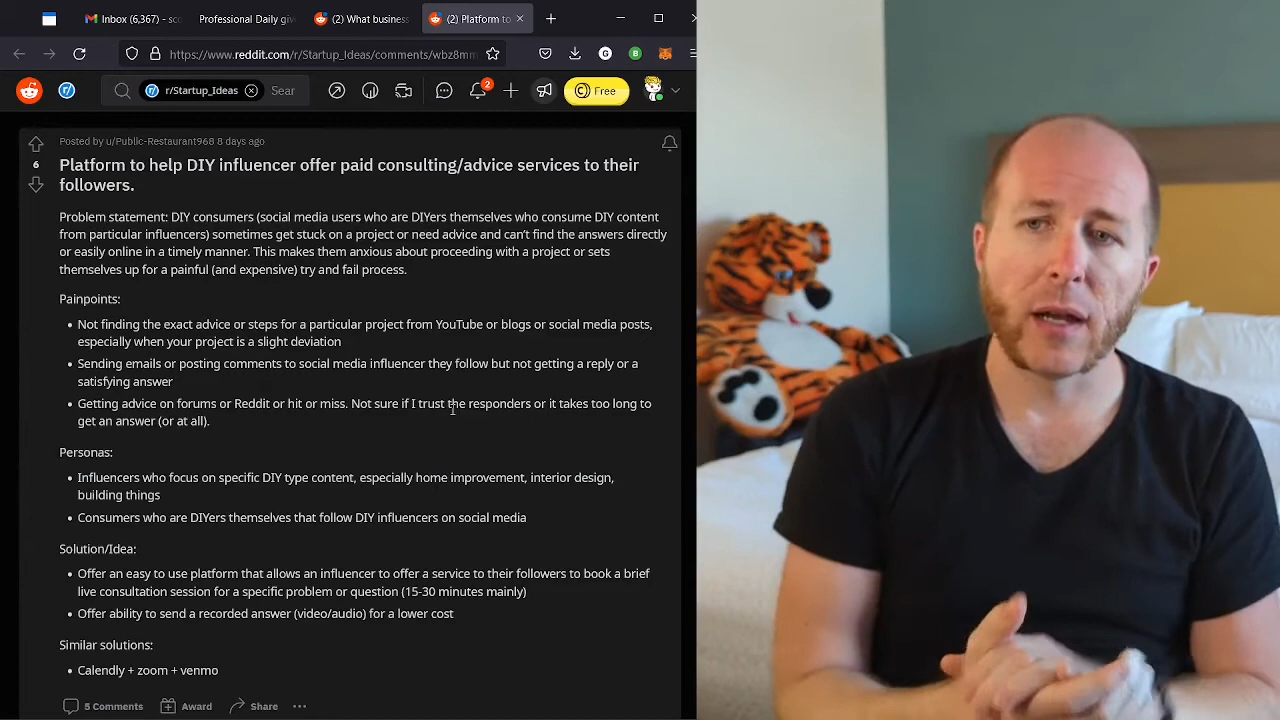 Inbox (6,367) - sc
Professional Daily giv
(2) What business
(2) Platform to
https://www.reddit.com/r/Startup_Ideas/comments/wbz8mm
r/Startup_Ideas
Sear
2
Free
Posted by u/Public-Restaurant968 8 days ago
6
Platform to help DIY influencer offer paid consulting/advice services to their
followers.
Problem statement: DIY consumers (social media users who are DIYers themselves who consume DIY content
from particular influencers) sometimes get stuck on a project or need advice and can't find the answers directly
or easily online in a timely manner. This makes them anxious about proceeding with a project or sets
themselves up for a painful (and expensive) try and fail process.
Painpoints:
• Not finding the exact advice or steps for a particular project from YouTube or blogs or social media posts,
especially when your project is a slight deviation
• Sending emails or posting comments to social media influencer they follow but not getting a reply or a
satisfying answer
• Getting advice on forums or Reddit or hit or miss. Not sure if I trust the responders or it takes too long to
get an answer (or at all).
Personas:
• Influencers who focus on specific DIY type content, especially home improvement, interior design,
building things
• Consumers who are DIYers themselves that follow DIY influencers on social media
Solution/Idea:
• Offer an easy to use platform that allows an influencer to offer a service to their followers to book a brief
live consultation session for a specific problem or question (15-30 minutes mainly)
• Offer ability to send a recorded answer (video/audio) for a lower cost
Similar solutions:
• Calendly + zoom + venmo
5 Comments
Award
Share